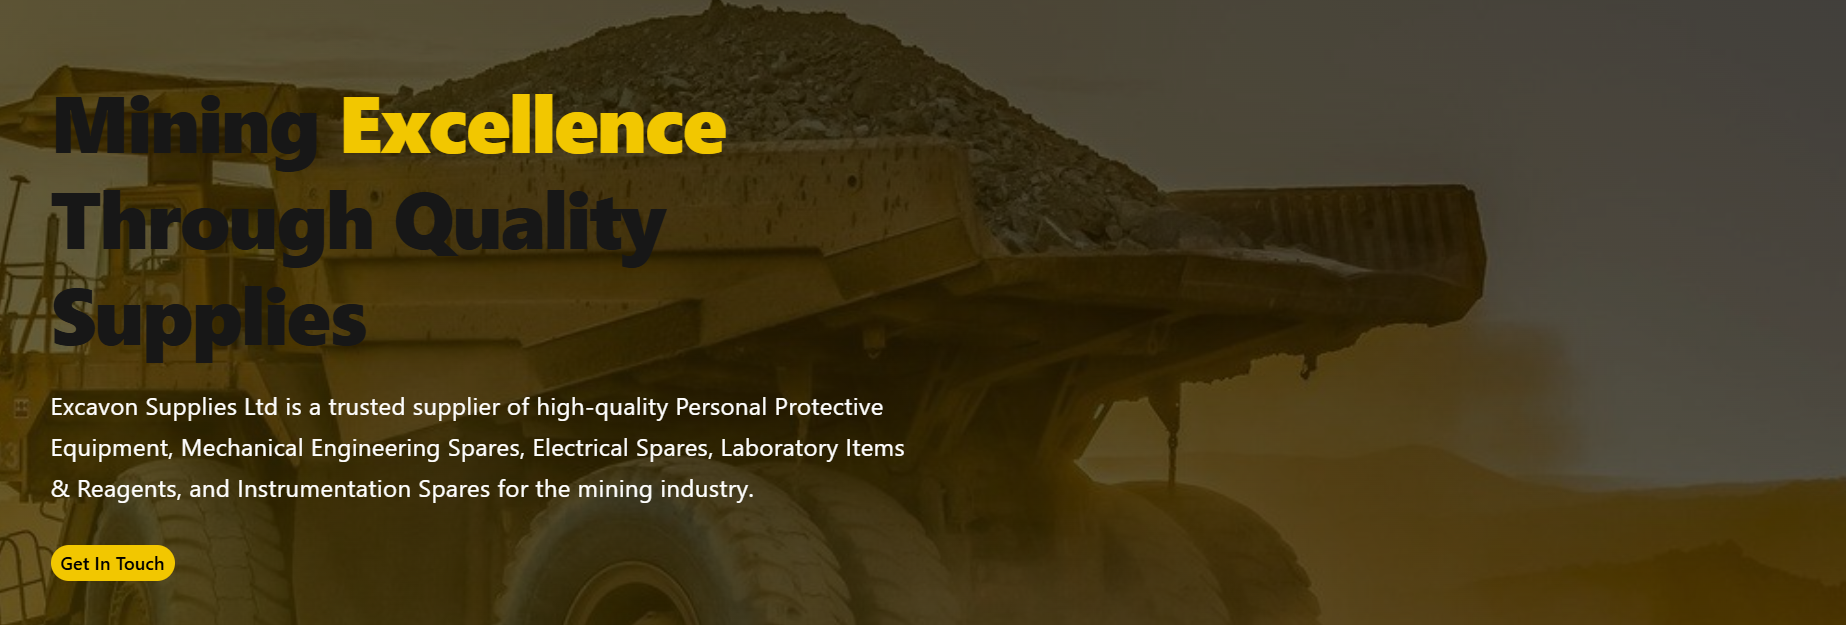 Mining Excellence
Through Quality
Supplies
Excavon Supplies Ltd is a trusted supplier of high-quality Personal Protective
Equipment, Mechanical Engineering Spares, Electrical Spares, Laboratory Items
& Reagents, and Instrumentation Spares for the mining industry.
Get In Touch